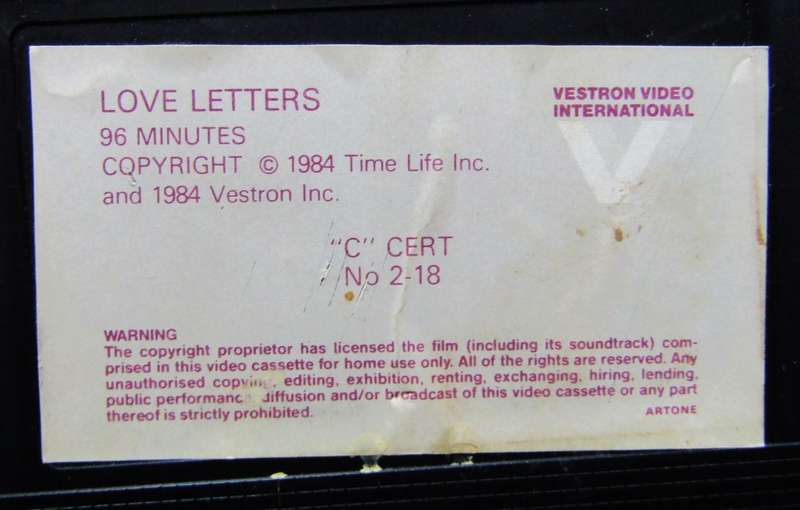 LOVE LETTERS
96 MINUTES
COPYRIGHT © 1984 Time Life Inc.
and 1984 Vestron Inc.
VESTRON VIDEO
INTERNATIONAL
"C" CERT
No 2-18
WARNING
The copyright proprietor has licensed the film (including its soundtrack) com-
prised in this video cassette for home use only. All of the rights are reserved. Any
unauthorised copying, editing, exhibition, renting, exchanging, hiring, lending,
public performance diffusion and/or broadcast of this video cassette or any part
thereof is strictly prohibited.
ARTONE